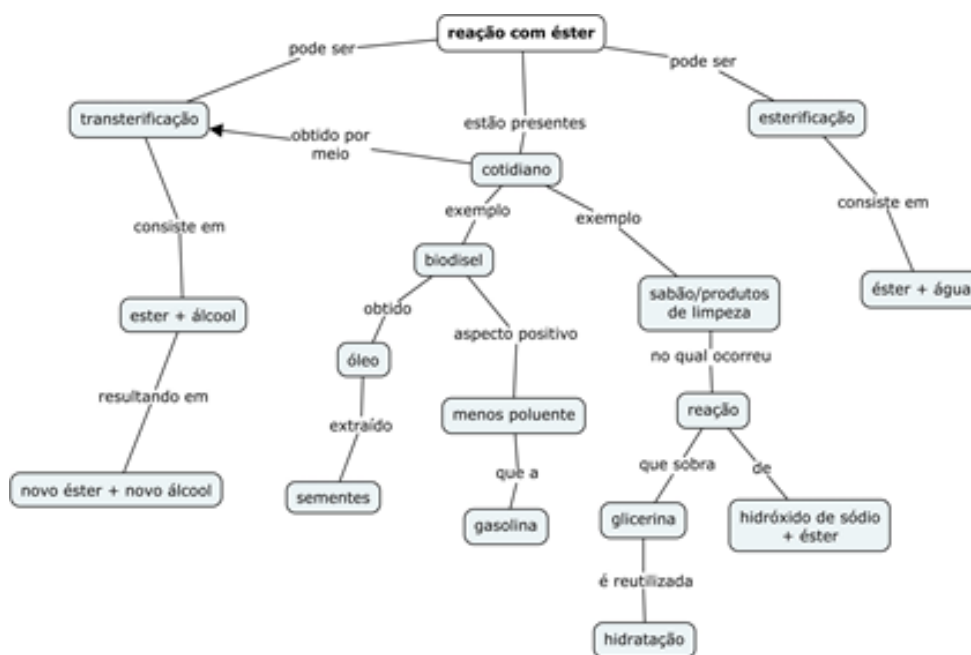 reação com éster
pode ser
pode ser
transterificação
obtido por
meio
estão presentes
esterificação
cotidiano
consiste em
exemplo
exemplo
consiste em
biodisel
sabão/produtos
de limpeza
éster + água
ester + álcool
obtido
aspecto positivo
no qual ocorreu
óleo
resultando em
menos poluente
reação
extraído
que a
que sobra
de
novo éster + novo álcool
sementes
gasolina
glicerina
hidróxido de sódio
+ éster
é reutilizada
hidratação